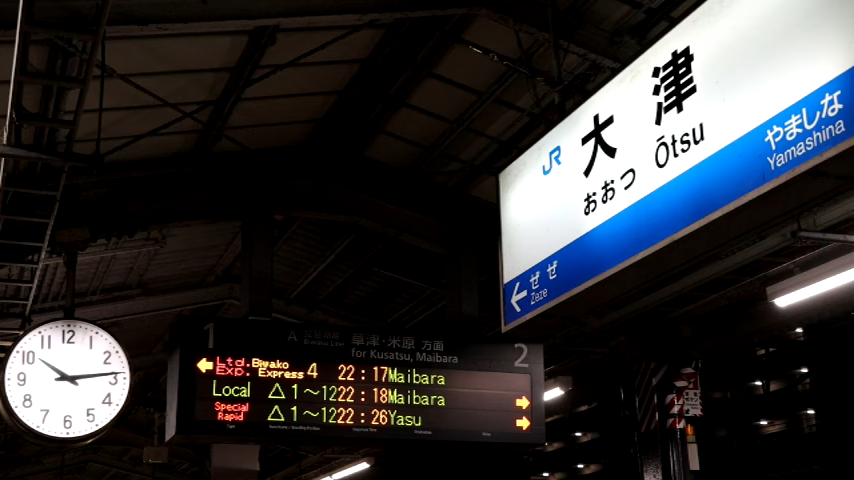 JR 大津
おおつ Ōtsu
やましな
Yamashina
← ぜぜ
Zeze
1 A 草津・米原 方面 2
for Kusatsu, Maibara
← Ltd. Exp. Biwako Express 4 22:17 Maibara
Local △ 1～12 22:18 Maibara →
Special Rapid △ 1～12 22:26 Yasu →
12 1 2 3 4 5 6 7 8 9 10 11